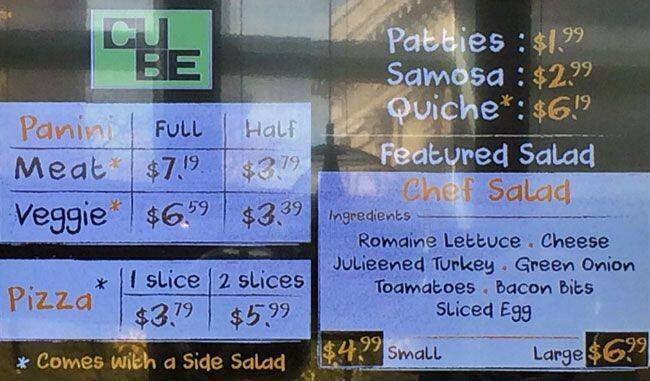 CU
BE
Panini Full Half
Meat* $7.19 $3.79
Veggie* $6.59 $3.39
Pizza* 1 slice 2 slices
$3.79 $5.99
* Comes with a Side Salad
Patties : $1.99
Samosa : $2.99
Quiche* : $6.19
Featured Salad
Chef Salad
Ingredients
Romaine Lettuce . Cheese
Julieened Turkey . Green Onion
Toamatoes . Bacon Bits
Sliced Egg
$4.99 Small Large $6.99